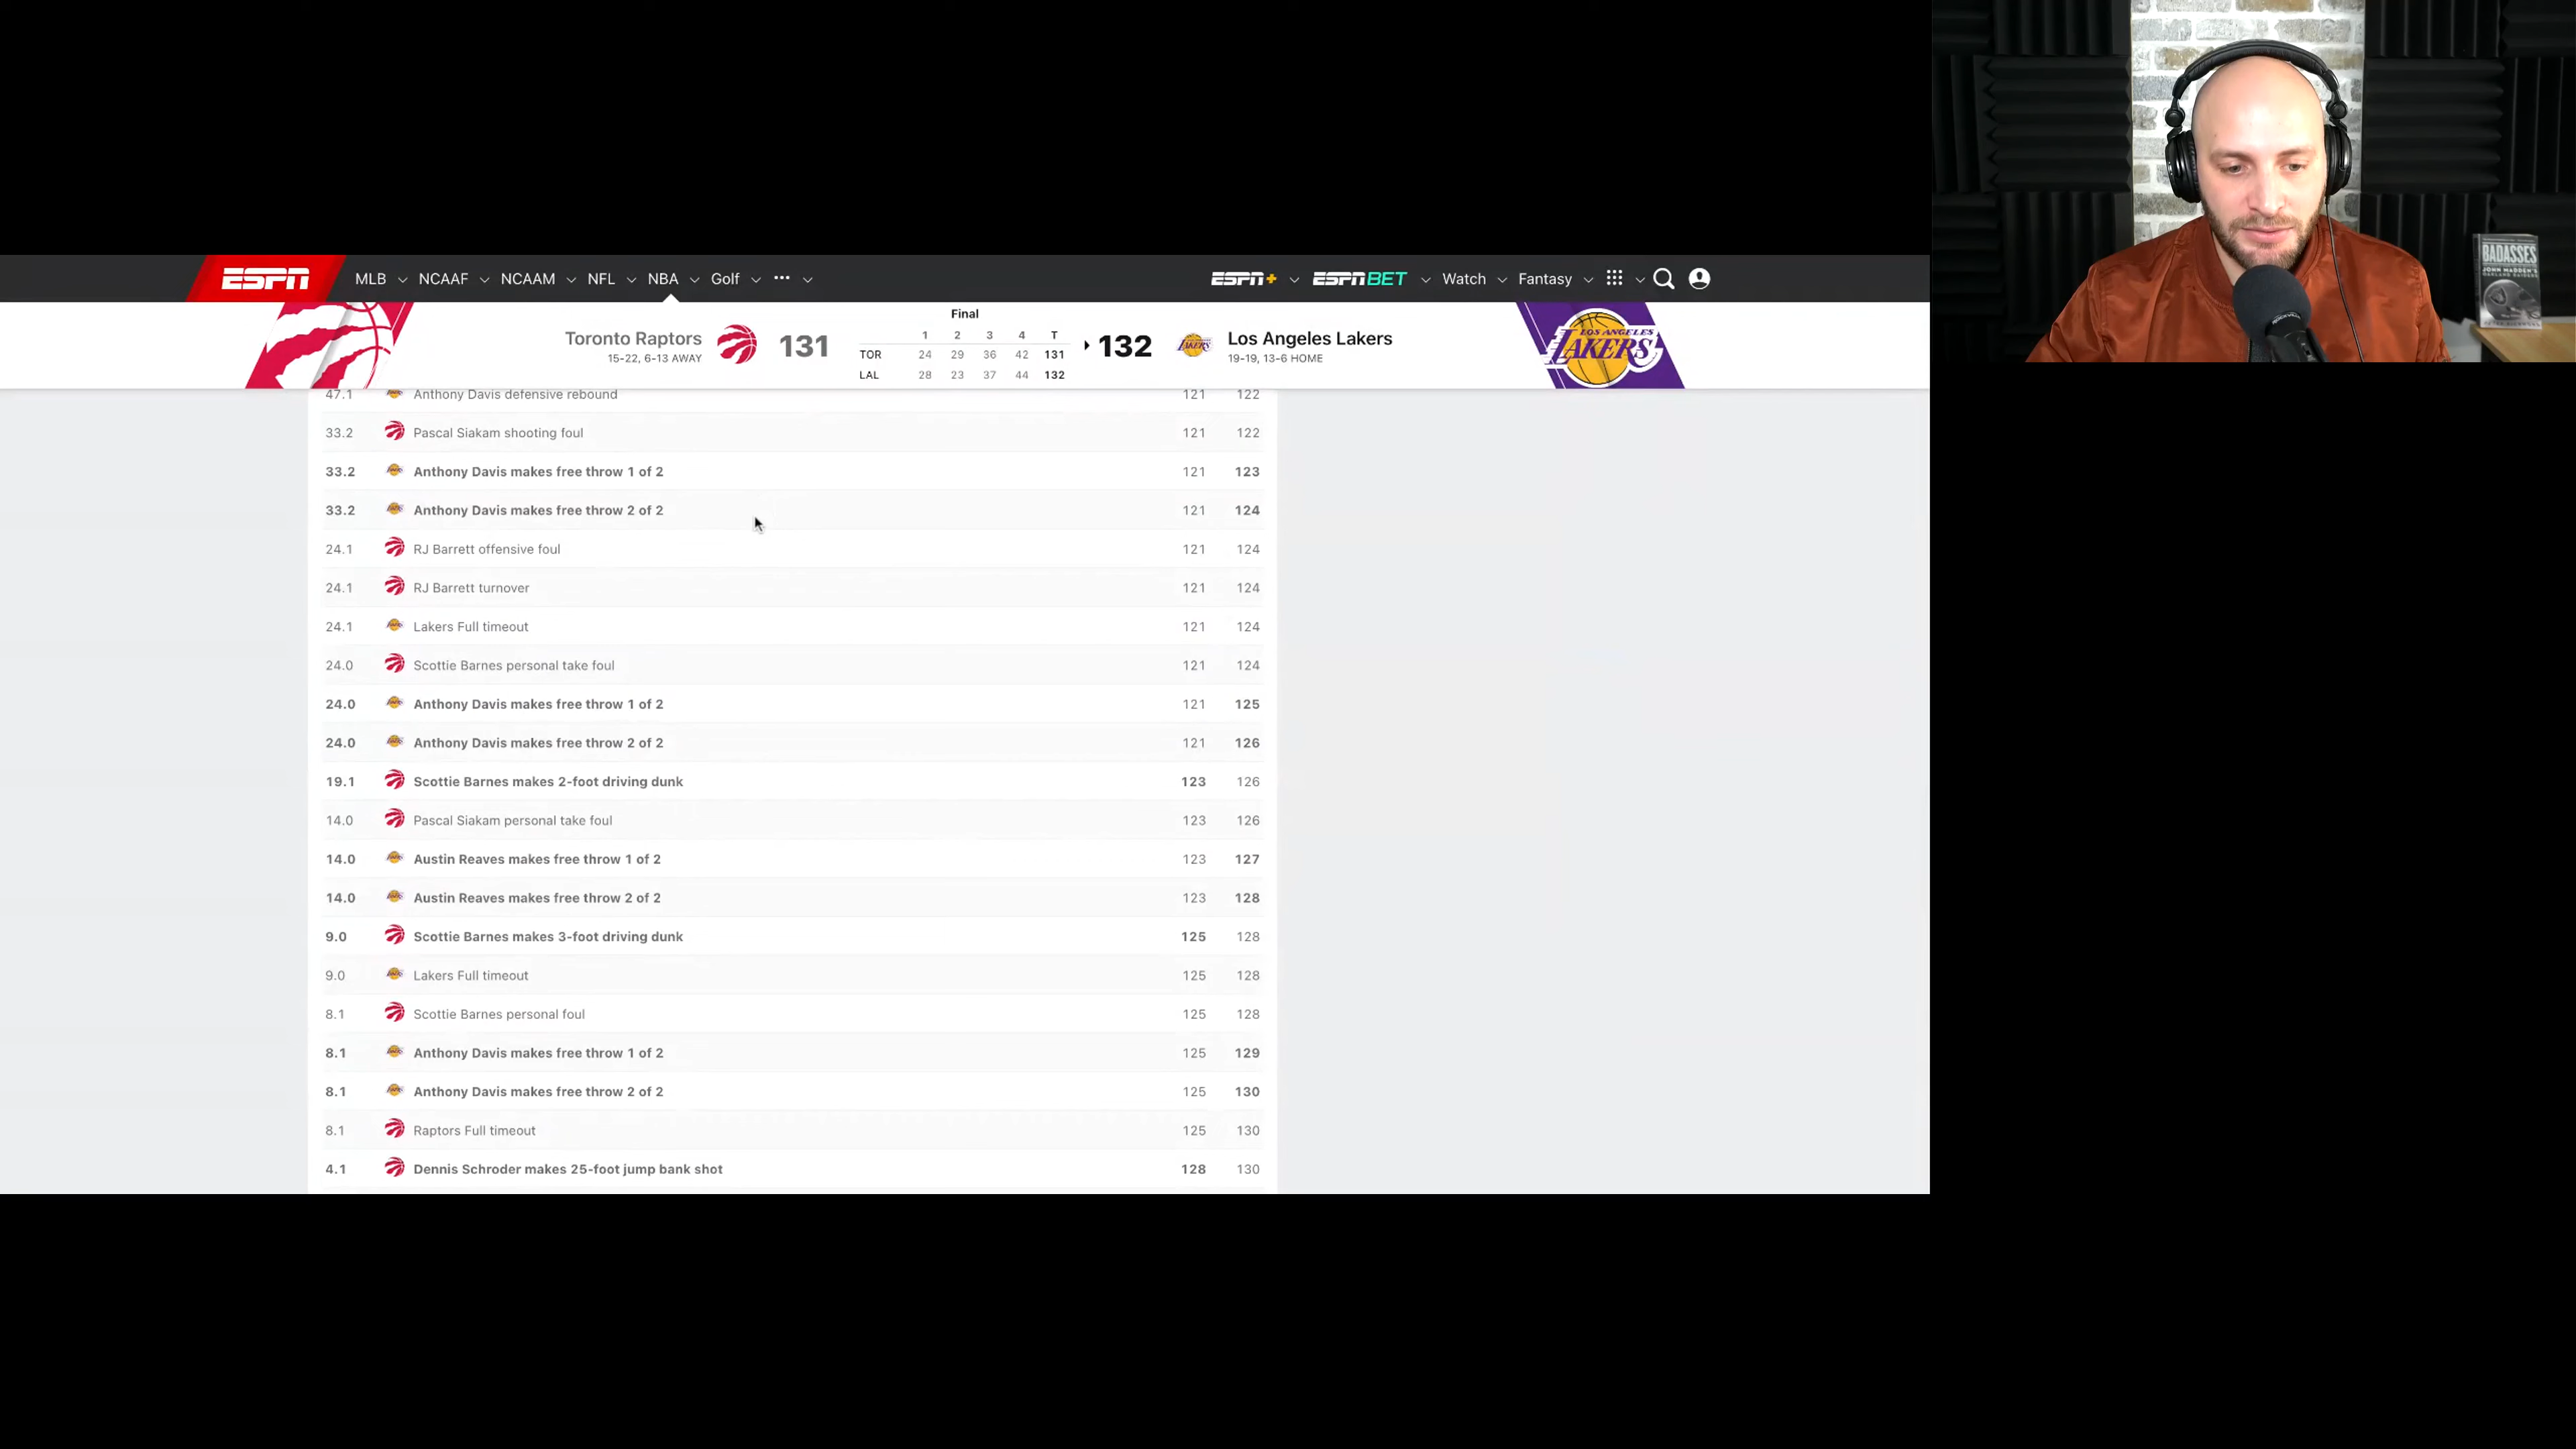 ESPN MLB NCAAF NCAAM NFL NBA Golf ··· ESPN+ ESPN BET Watch Fantasy
Final
Toronto Raptors 131 1 2 3 4 T 132 Los Angeles Lakers
15-22, 6-13 AWAY TOR 24 29 36 42 131 19-19, 13-6 HOME
LAL 28 23 37 44 132
LOS ANGELES
LAKERS
47.1 Anthony Davis defensive rebound 121 122
33.2 Pascal Siakam shooting foul 121 122
33.2 Anthony Davis makes free throw 1 of 2 121 123
33.2 Anthony Davis makes free throw 2 of 2 121 124
24.1 RJ Barrett offensive foul 121 124
24.1 RJ Barrett turnover 121 124
24.1 Lakers Full timeout 121 124
24.0 Scottie Barnes personal take foul 121 124
24.0 Anthony Davis makes free throw 1 of 2 121 125
24.0 Anthony Davis makes free throw 2 of 2 121 126
19.1 Scottie Barnes makes 2-foot driving dunk 123 126
14.0 Pascal Siakam personal take foul 123 126
14.0 Austin Reaves makes free throw 1 of 2 123 127
14.0 Austin Reaves makes free throw 2 of 2 123 128
9.0 Scottie Barnes makes 3-foot driving dunk 125 128
9.0 Lakers Full timeout 125 128
8.1 Scottie Barnes personal foul 125 128
8.1 Anthony Davis makes free throw 1 of 2 125 129
8.1 Anthony Davis makes free throw 2 of 2 125 130
8.1 Raptors Full timeout 125 130
4.1 Dennis Schroder makes 25-foot jump bank shot 128 130
BADASSES
JOHN MADDEN'S
OAKLAND RAIDERS